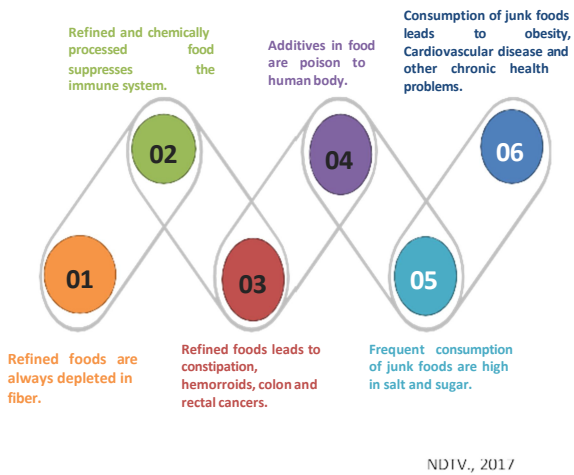 Refined and chemically
processed food
suppresses the
immune system.
Additives in food
are poison to
human body.
Consumption of junk foods
leads to obesity,
Cardiovascular disease and
other chronic health
problems.
02
04
06
01
03
05
Refined foods are
always depleted in
fiber.
Refined foods leads to
constipation,
hemorroids, colon and
rectal cancers.
Frequent consumption
of junk foods are high
in salt and sugar.
NDTV., 2017